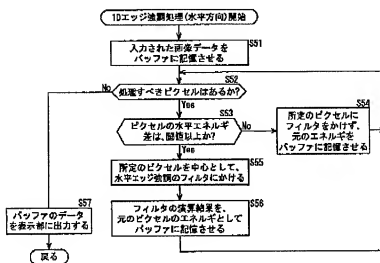 1Dエッジ強調処理(水平方向)開始
S51
入力された画像データを
バッファに記憶させる
S52
処理すべきピクセルはあるか?
No
Yes
S53
ピクセルの水平エネルギ
差は、閾値以上か?
No
Yes
S54
所定のピクセルに
フィルタをかけず、
元のエネルギを
バッファに記憶させる
S55
所定のピクセルを中心として、
水平エッジ強調のフィルタにかける
S56
フィルタの演算結果を、
元のピクセルのエネルギとして
バッファに記憶させる
S57
バッファのデータ
を表示部に出力する
戻る